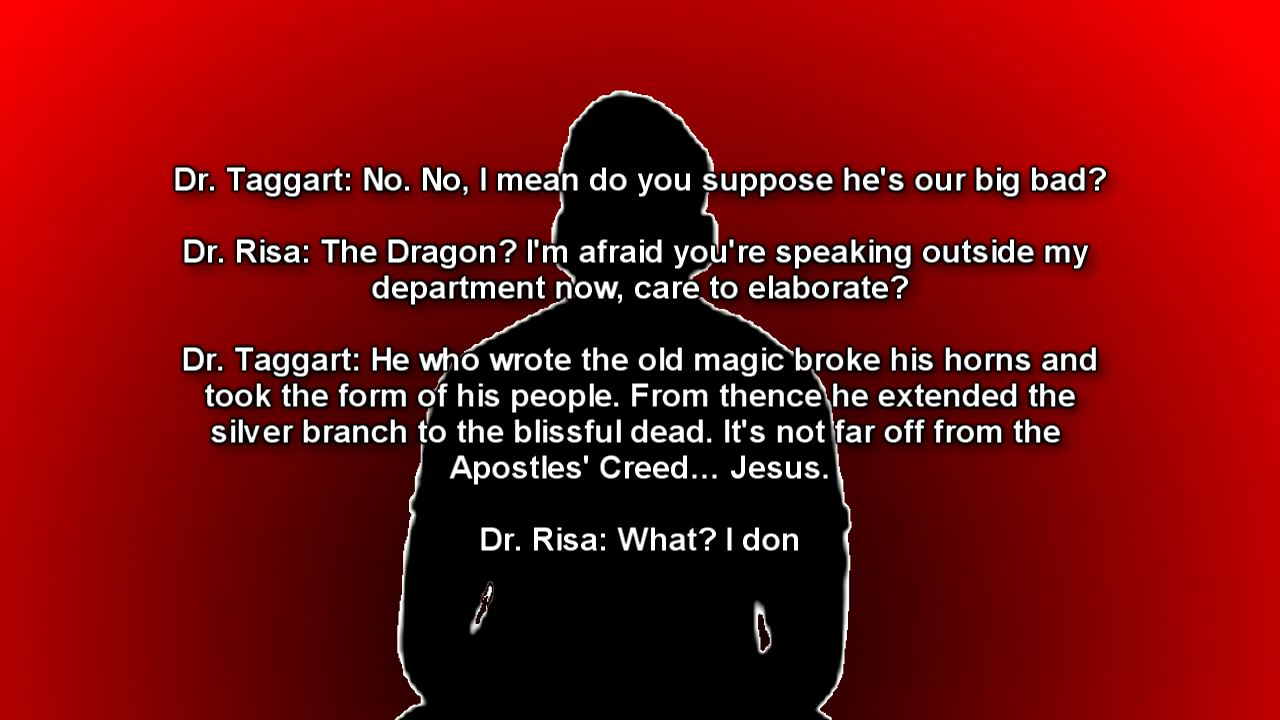 Dr. Taggart: No. No, I mean do you suppose he's our big bad?
Dr. Risa: The Dragon? I'm afraid you're speaking outside my
department now, care to elaborate?
Dr. Taggart: He who wrote the old magic broke his horns and
took the form of his people. From thence he extended the
silver branch to the blissful dead. It's not far off from the
Apostles' Creed... Jesus.
Dr. Risa: What? I don